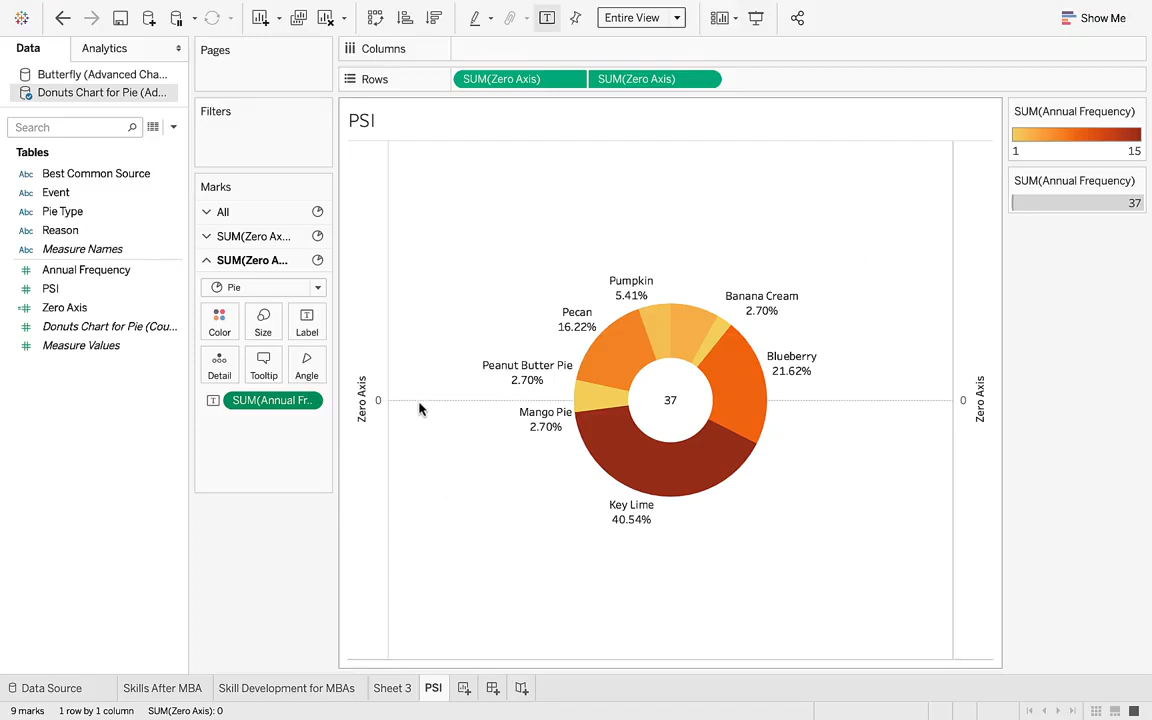 Entire View
Show Me
Data
Analytics
Butterfly (Advanced Cha...
Donuts Chart for Pie (Ad...
Search
Tables
Abc Best Common Source
Abc Event
Abc Pie Type
Abc Reason
Abc Measure Names
Annual Frequency
PSI
Zero Axis
Donuts Chart for Pie (Cou...
Measure Values
Pages
Filters
Marks
All
SUM(Zero Ax...
SUM(Zero A...
Pie
Color Size Label
Detail Tooltip Angle
SUM(Annual Fr..
Columns
Rows SUM(Zero Axis) SUM(Zero Axis)
PSI
Pumpkin
5.41%
Banana Cream
2.70%
Pecan
16.22%
Blueberry
21.62%
Peanut Butter Pie
2.70%
Zero Axis
0
37
0
Zero Axis
Mango Pie
2.70%
Key Lime
40.54%
SUM(Annual Frequency)
1 15
SUM(Annual Frequency)
37
Data Source Skills After MBA Skill Development for MBAs Sheet 3 PSI
9 marks 1 row by 1 column SUM(Zero Axis): 0